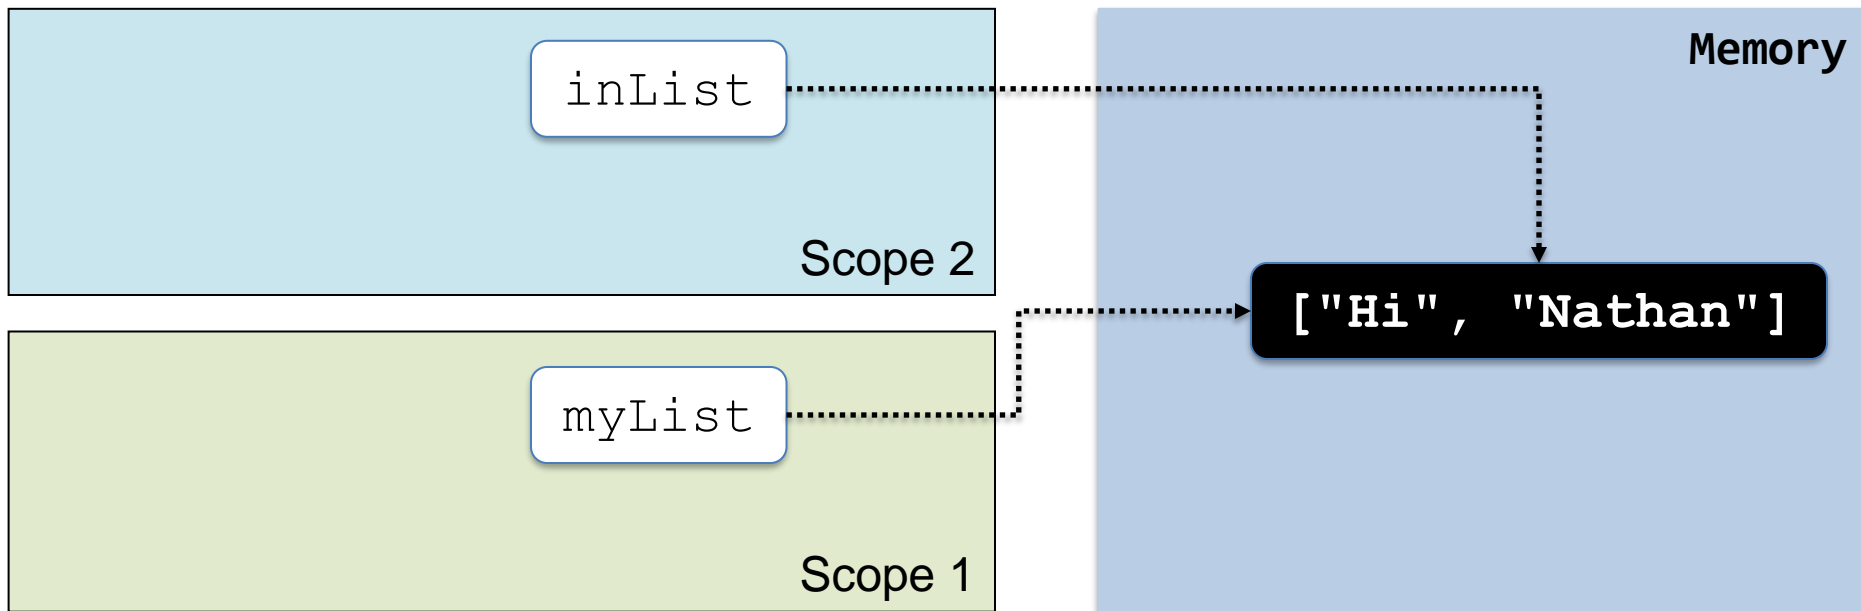 inList
Scope 2
myList
Scope 1
Memory
["Hi", "Nathan"]